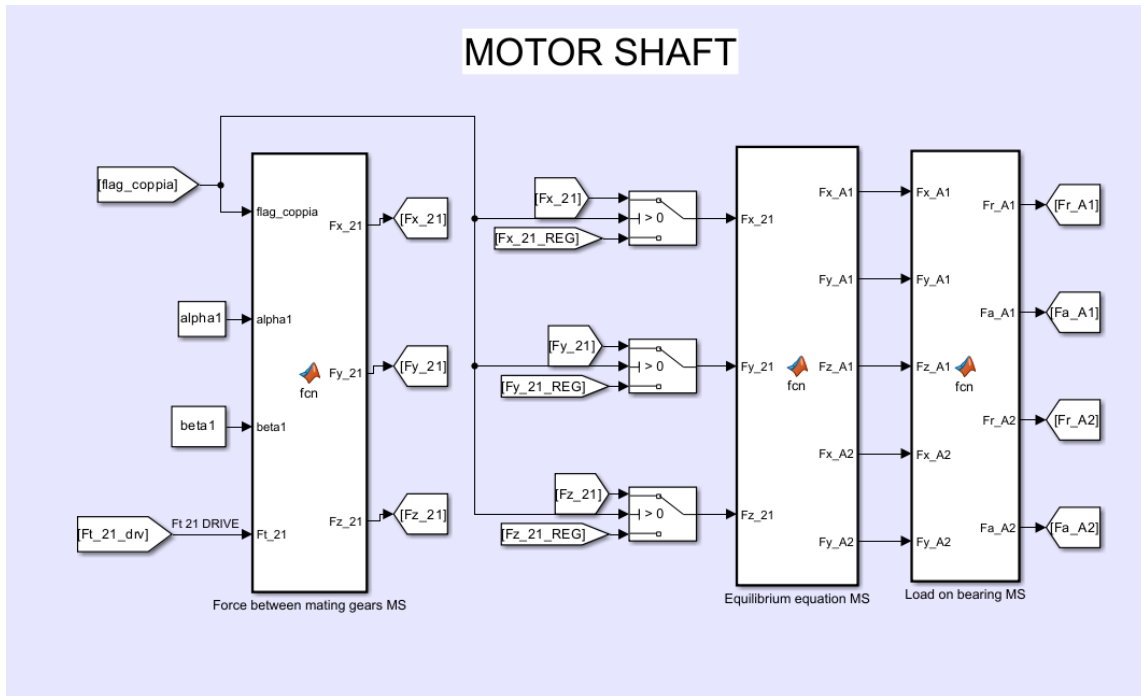 MOTOR SHAFT
[flag_coppia]
flag_coppia
alpha1
alpha1
beta1
beta1
[Ft_21_drv]
Ft 21 DRIVE
Ft_21
fcn
Fx_21
Fy_21
Fz_21
[Fx_21]
[Fy_21]
[Fz_21]
Force between mating gears MS
[Fx_21]
> 0
[Fx_21_REG]
[Fy_21]
> 0
[Fy_21_REG]
[Fz_21]
> 0
[Fz_21_REG]
Fx_21
Fy_21
Fz_21
fcn
Fx_A1
Fy_A1
Fz_A1
Fx_A2
Fy_A2
Equilibrium equation MS
Fx_A1
Fy_A1
Fz_A1
Fx_A2
Fy_A2
fcn
Fr_A1
Fa_A1
Fr_A2
Fa_A2
Load on bearing MS
[Fr_A1]
[Fa_A1]
[Fr_A2]
[Fa_A2]